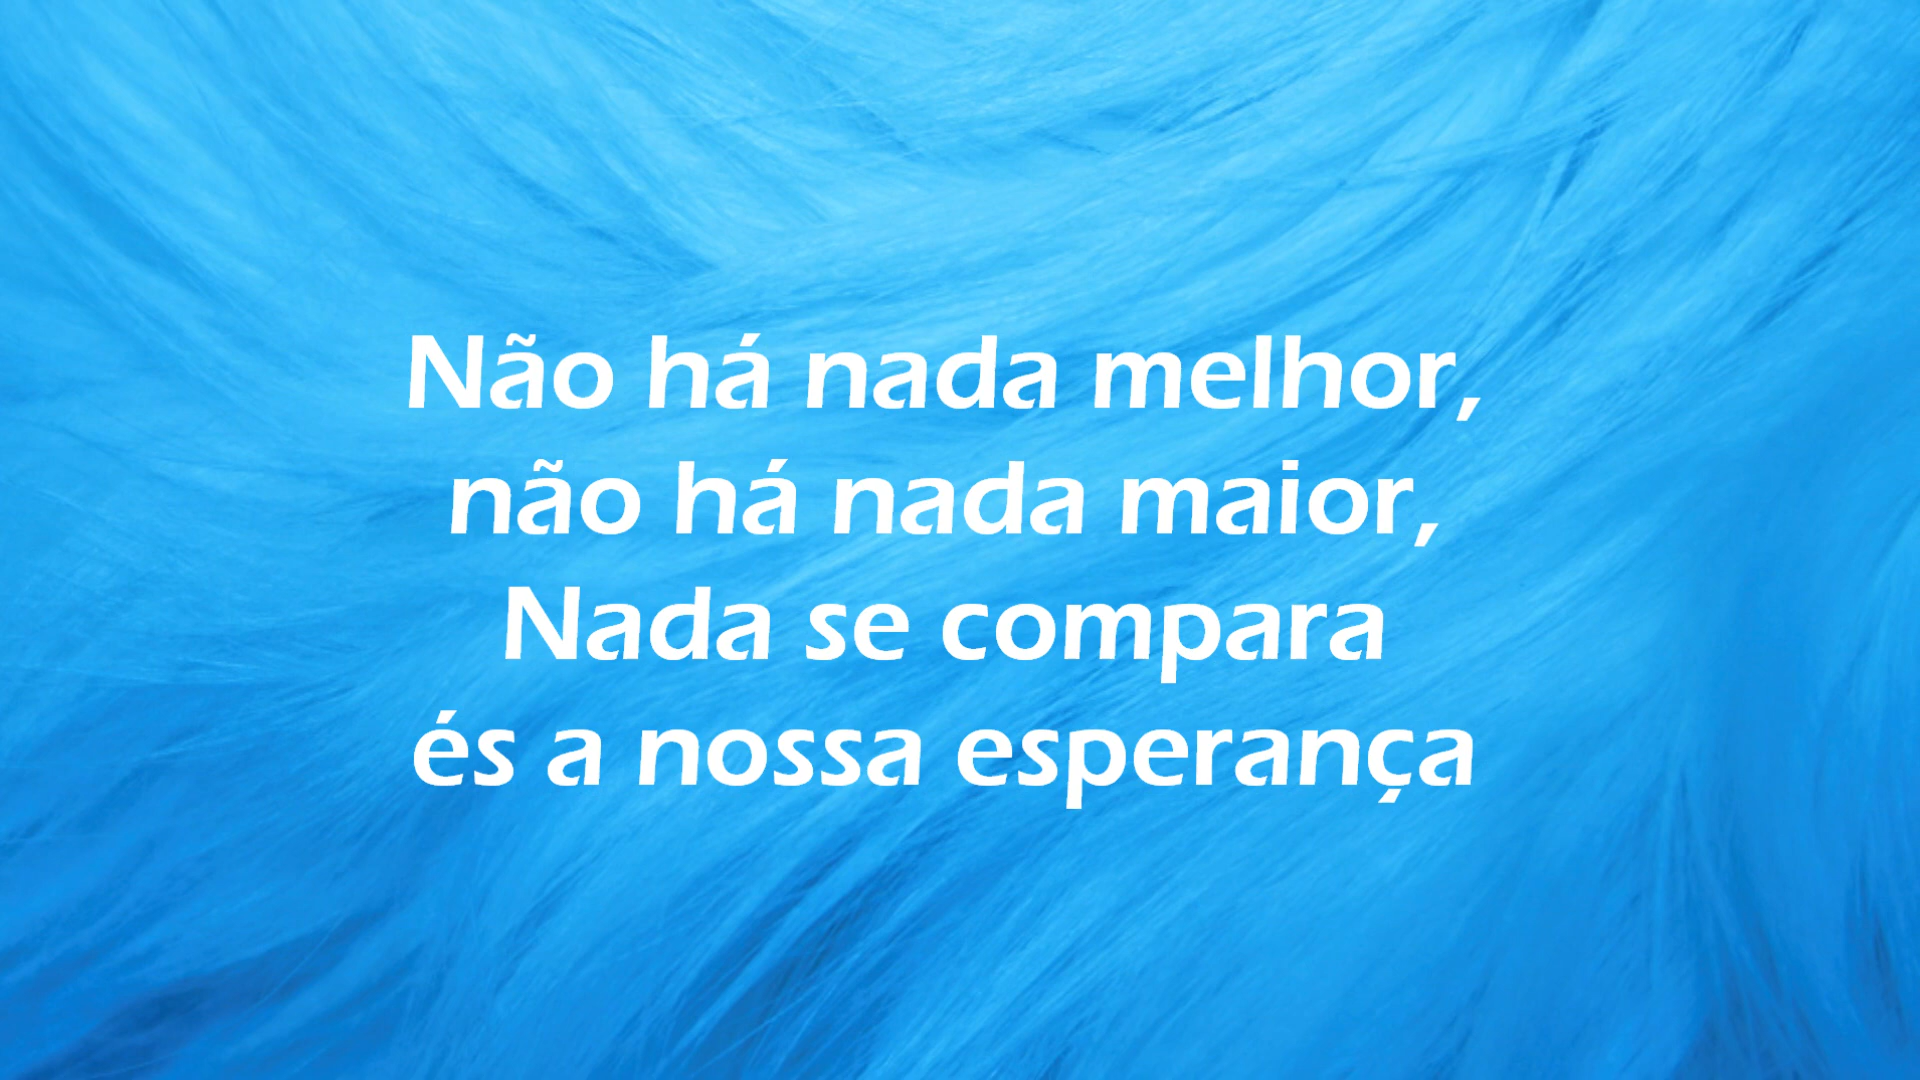 Não há nada melhor,
não há nada maior,
Nada se compara
és a nossa esperança